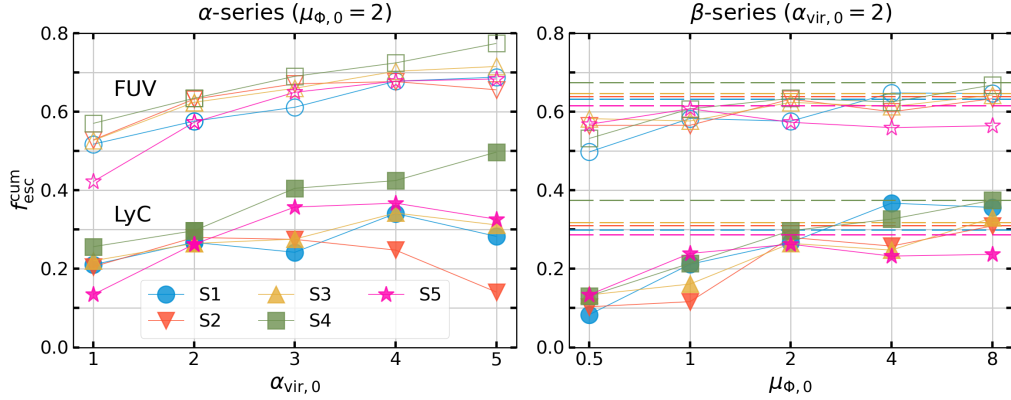 α-series (μΦ,0 = 2)
β-series (αvir,0 = 2)
0.8
0.6
0.4
0.2
0.0
f_esc^cum
FUV
LyC
S1
S3
S5
S2
S4
1
2
3
4
5
αvir,0
0.8
0.6
0.4
0.2
0.0
0.5
1
2
4
8
μΦ,0